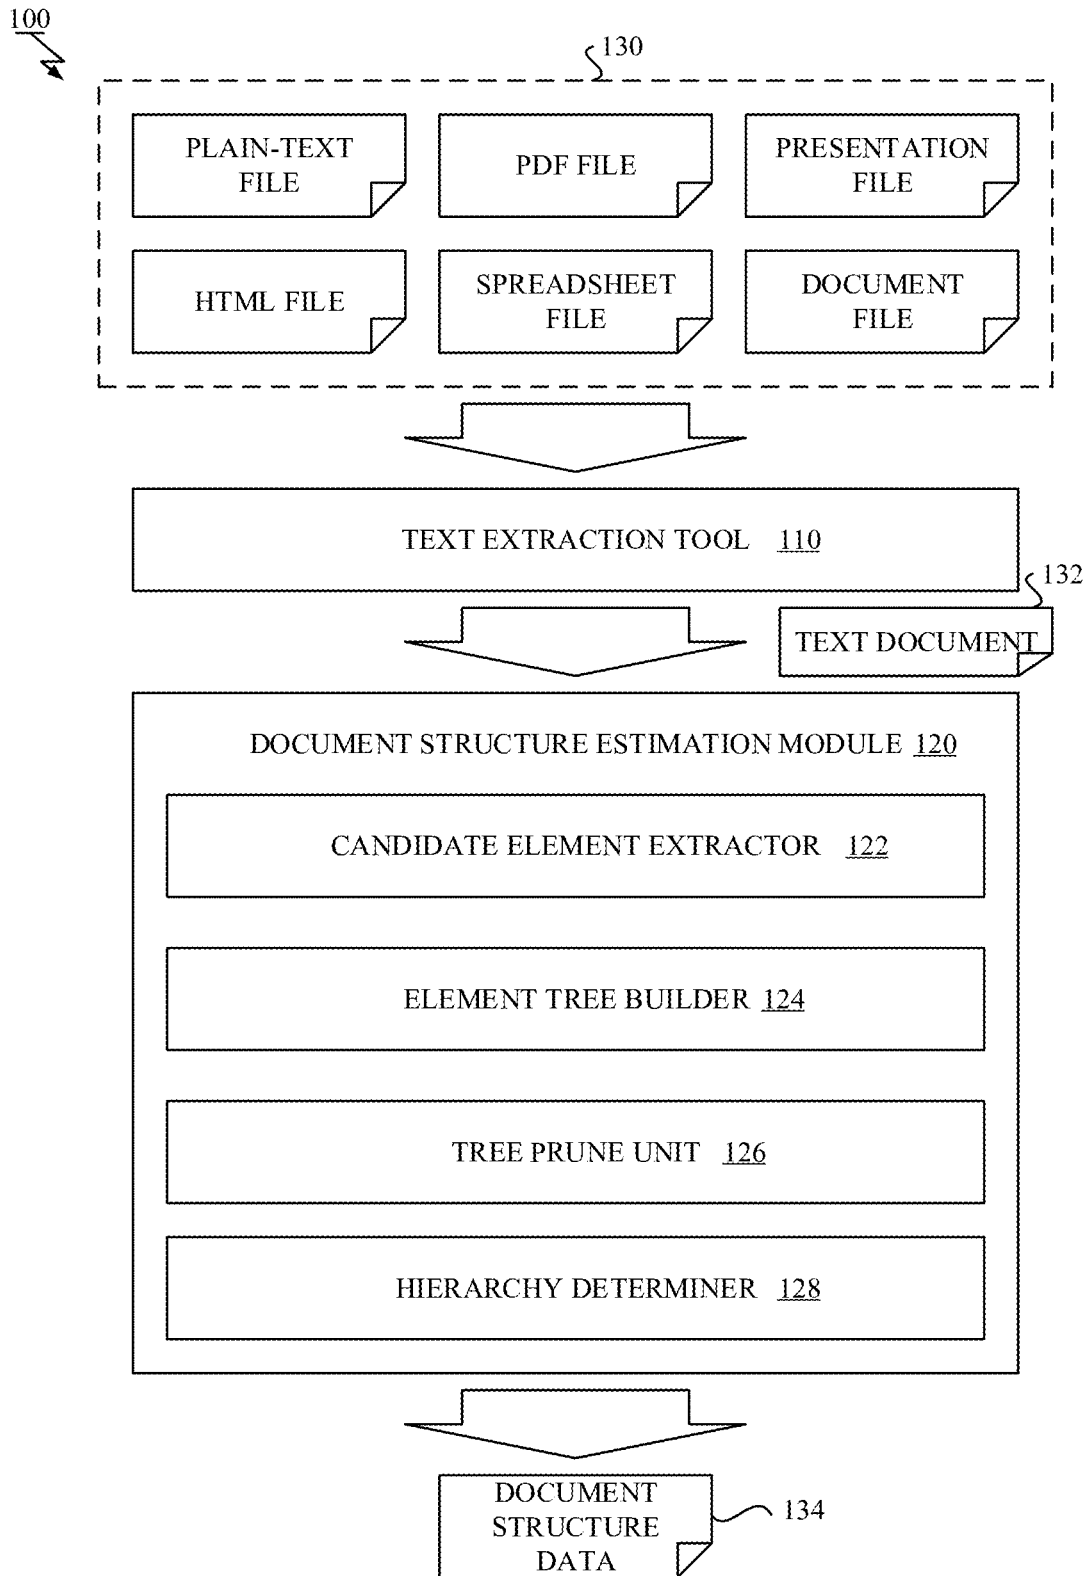 100
130
PLAIN-TEXT
FILE
PDF FILE
PRESENTATION
FILE
HTML FILE
SPREADSHEET
FILE
DOCUMENT
FILE
TEXT EXTRACTION TOOL 110
132
TEXT DOCUMENT
DOCUMENT STRUCTURE ESTIMATION MODULE 120
CANDIDATE ELEMENT EXTRACTOR 122
ELEMENT TREE BUILDER 124
TREE PRUNE UNIT 126
HIERARCHY DETERMINER 128
DOCUMENT
STRUCTURE
DATA
134